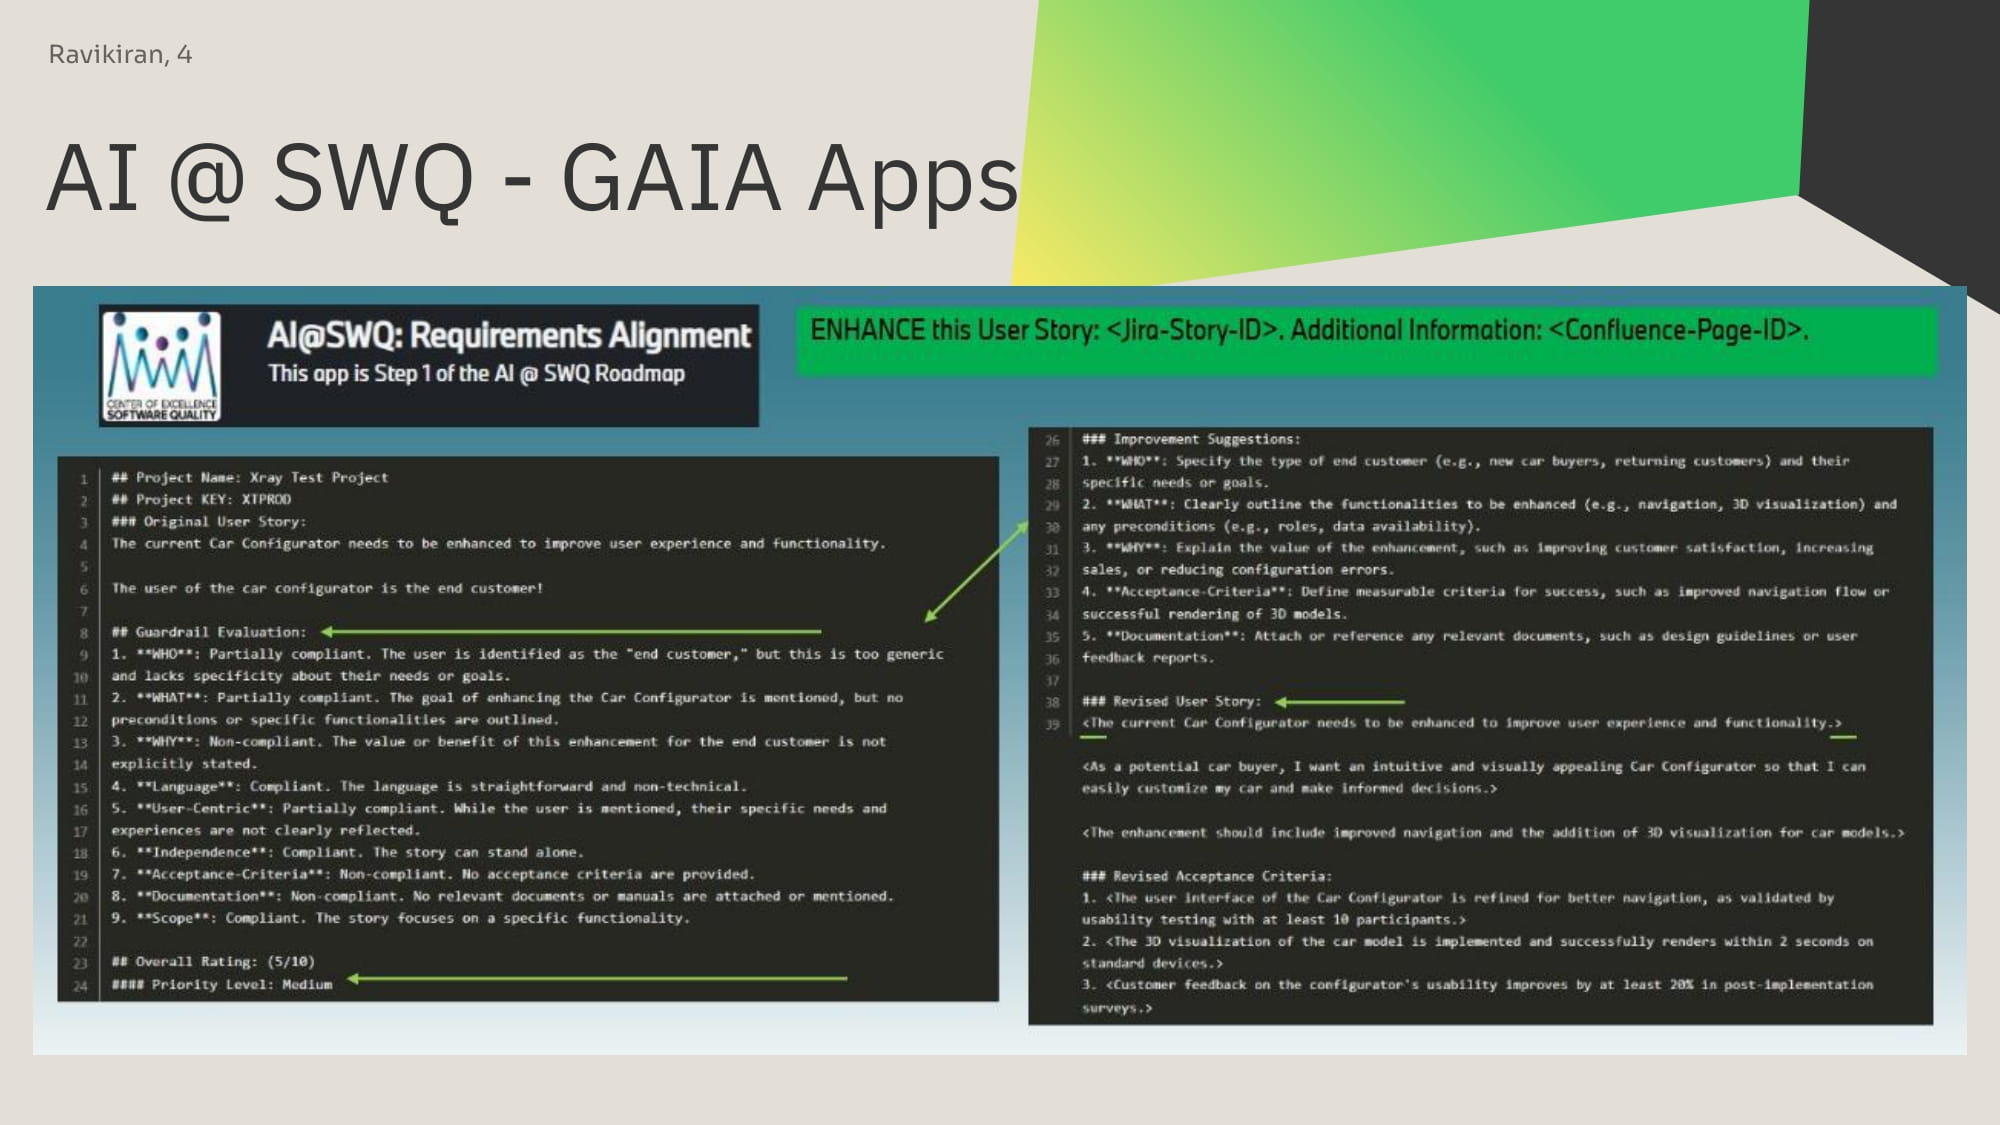 Ravikiran, 4
AI @ SWQ - GAIA Apps
CENTER OF EXCELLENCE
SOFTWARE QUALITY
AI@SWQ: Requirements Alignment
This app is Step 1 of the AI @ SWQ Roadmap
ENHANCE this User Story: <Jira-Story-ID>. Additional Information: <Confluence-Page-ID>.
1 ## Project Name: Xray Test Project
2 ## Project KEY: XTPROD
3 ### Original User Story:
4 The current Car Configurator needs to be enhanced to improve user experience and functionality.
5
6 The user of the car configurator is the end customer!
7
8 ## Guardrail Evaluation:
9 1. **WHO**: Partially compliant. The user is identified as the "end customer," but this is too generic
10 and lacks specificity about their needs or goals.
11 2. **WHAT**: Partially compliant. The goal of enhancing the Car Configurator is mentioned, but no
12 preconditions or specific functionalities are outlined.
13 3. **WHY**: Non-compliant. The value or benefit of this enhancement for the end customer is not
14 explicitly stated.
15 4. **Language**: Compliant. The language is straightforward and non-technical.
16 5. **User-Centric**: Partially compliant. While the user is mentioned, their specific needs and
17 experiences are not clearly reflected.
18 6. **Independence**: Compliant. The story can stand alone.
19 7. **Acceptance-Criteria**: Non-compliant. No acceptance criteria are provided.
20 8. **Documentation**: Non-compliant. No relevant documents or manuals are attached or mentioned.
21 9. **Scope**: Compliant. The story focuses on a specific functionality.
22
23 ## Overall Rating: (5/10)
24 #### Priority Level: Medium
26 ### Improvement Suggestions:
27 1. **WHO**: Specify the type of end customer (e.g., new car buyers, returning customers) and their
28 specific needs or goals.
29 2. **WHAT**: Clearly outline the functionalities to be enhanced (e.g., navigation, 3D visualization) and
30 any preconditions (e.g., roles, data availability).
31 3. **WHY**: Explain the value of the enhancement, such as improving customer satisfaction, increasing
32 sales, or reducing configuration errors.
33 4. **Acceptance-Criteria**: Define measurable criteria for success, such as improved navigation flow or
34 successful rendering of 3D models.
35 5. **Documentation**: Attach or reference any relevant documents, such as design guidelines or user
36 feedback reports.
37
38 ### Revised User Story:
39 <The current Car Configurator needs to be enhanced to improve user experience and functionality.>
<As a potential car buyer, I want an intuitive and visually appealing Car Configurator so that I can
easily customize my car and make informed decisions.>
<The enhancement should include improved navigation and the addition of 3D visualization for car models.>
### Revised Acceptance Criteria:
1. <The user interface of the Car Configurator is refined for better navigation, as validated by
usability testing with at least 10 participants.>
2. <The 3D visualization of the car model is implemented and successfully renders within 2 seconds on
standard devices.>
3. <Customer feedback on the configurator's usability improves by at least 20% in post-implementation
surveys.>